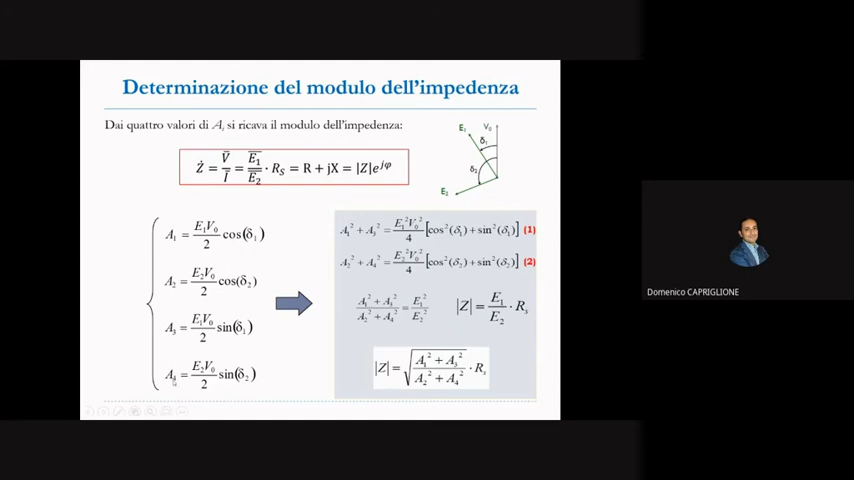 Determinazione del modulo dell'impedenza
Dai quattro valori di Aᵢ si ricava il modulo dell'impedenza:
E₁ V₀ δ₁ δ₂ E₂
Ż = V̄/Ī = Ē₁/Ē₂ · R_S = R + jX = |Z|e^{jφ}
A₁ = E₁V₀/2 cos(δ₁)
A₂ = E₂V₀/2 cos(δ₂)
A₃ = E₁V₀/2 sin(δ₁)
A₄ = E₂V₀/2 sin(δ₂)
A₁² + A₃² = E₁²V₀²/4 [cos²(δ₁) + sin²(δ₁)] (1)
A₂² + A₄² = E₂²V₀²/4 [cos²(δ₂) + sin²(δ₂)] (2)
(A₁² + A₃²)/(A₂² + A₄²) = E₁²/E₂² |Z| = E₁/E₂ · R_s
|Z| = √((A₁² + A₃²)/(A₂² + A₄²)) · R_s
Domenico CAPRIGLIONE